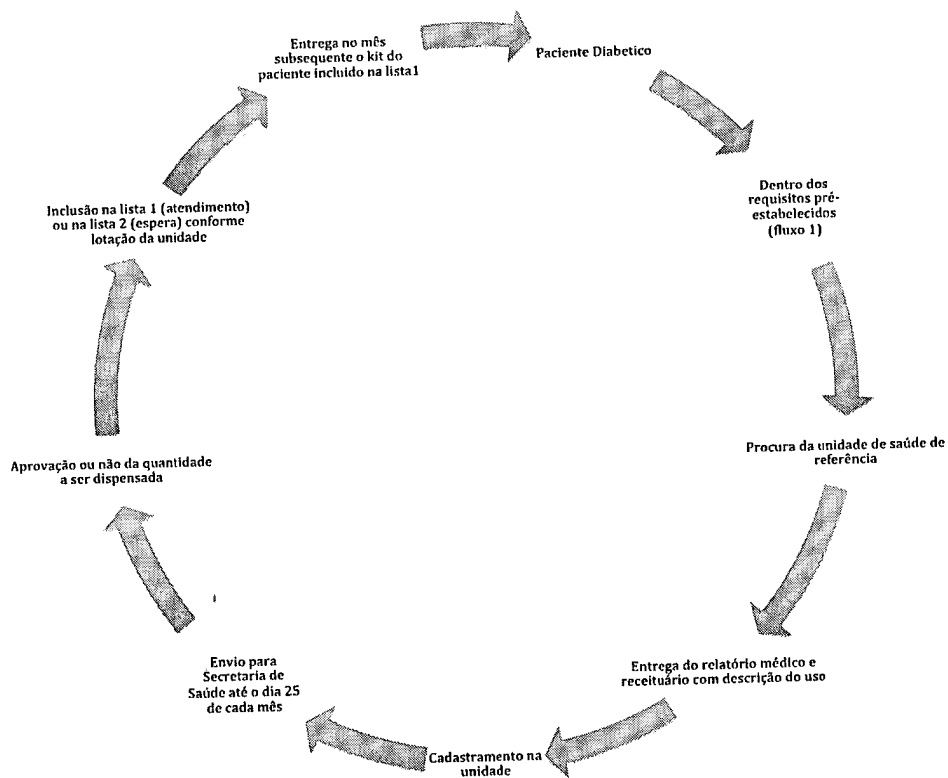 Entrega no mês
subsequente o kit do
paciente incluido na lista1
Paciente Diabetico
Dentro dos
requisitos pré-
estabelecidos
(fluxo 1)
Procura da unidade de saúde de
referência
Entrega do relatório médico e
receituário com descrição do uso
Cadastramento na
unidade
Envio para
Secretaria de
Saúde até o dia 25
de cada mês
Aprovação ou não da quantidade
a ser dispensada
Inclusão na lista 1 (atendimento)
ou na lista 2 (espera) conforme
lotação da unidade